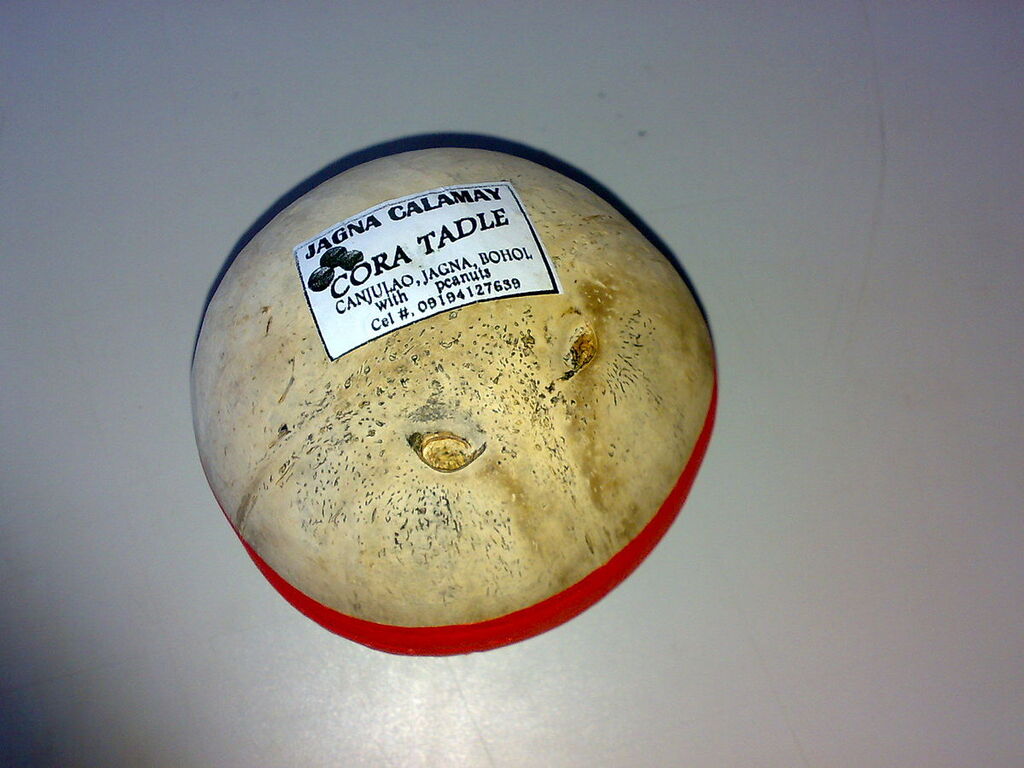 JAGNA CALAMAY
CORA TADLE
CANJULAO, JAGNA, BOHOL
with peanuts
Cel #. 09194127639